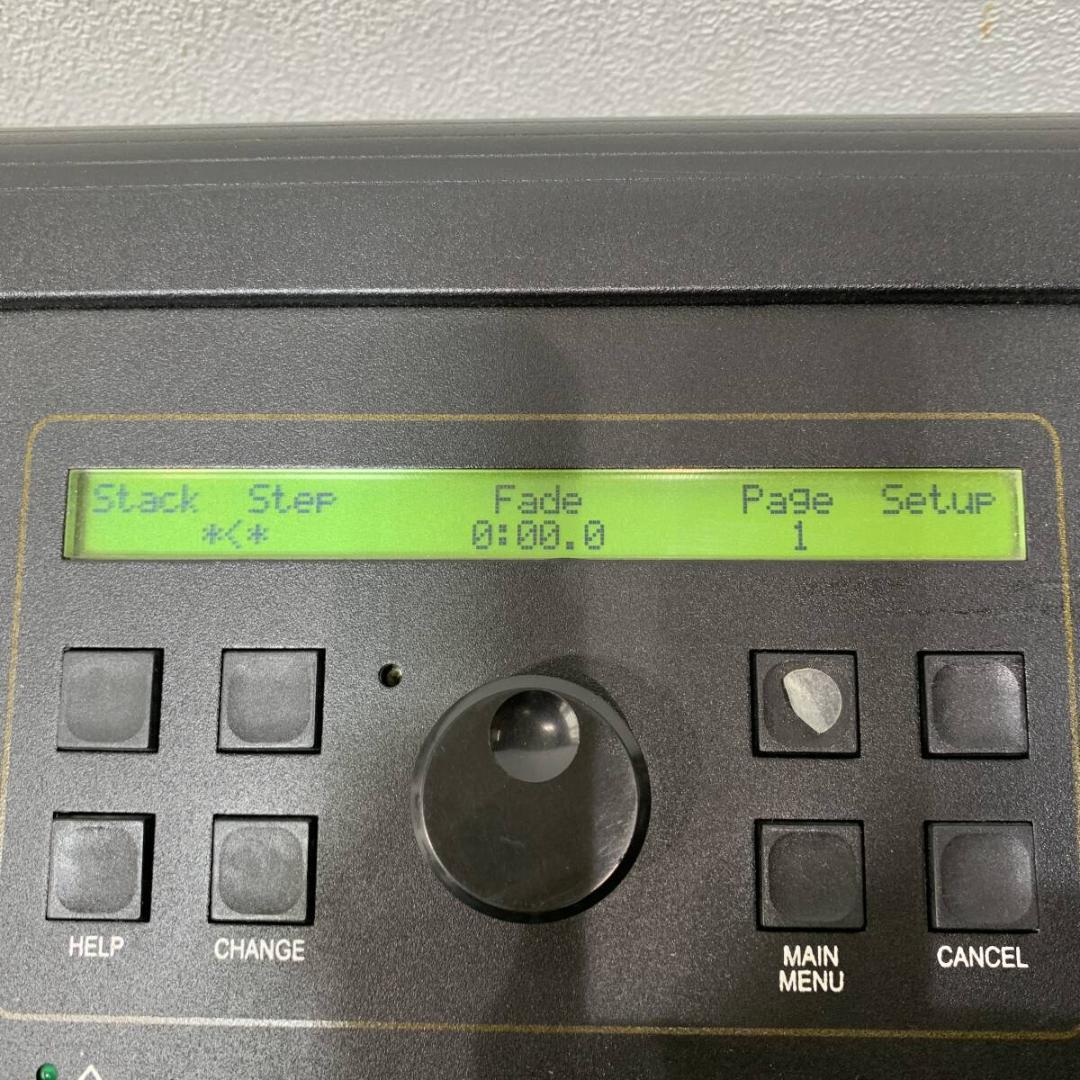 Stack Step Fade Page Setup
*<* 0:00.0 1
HELP CHANGE MAIN MENU CANCEL